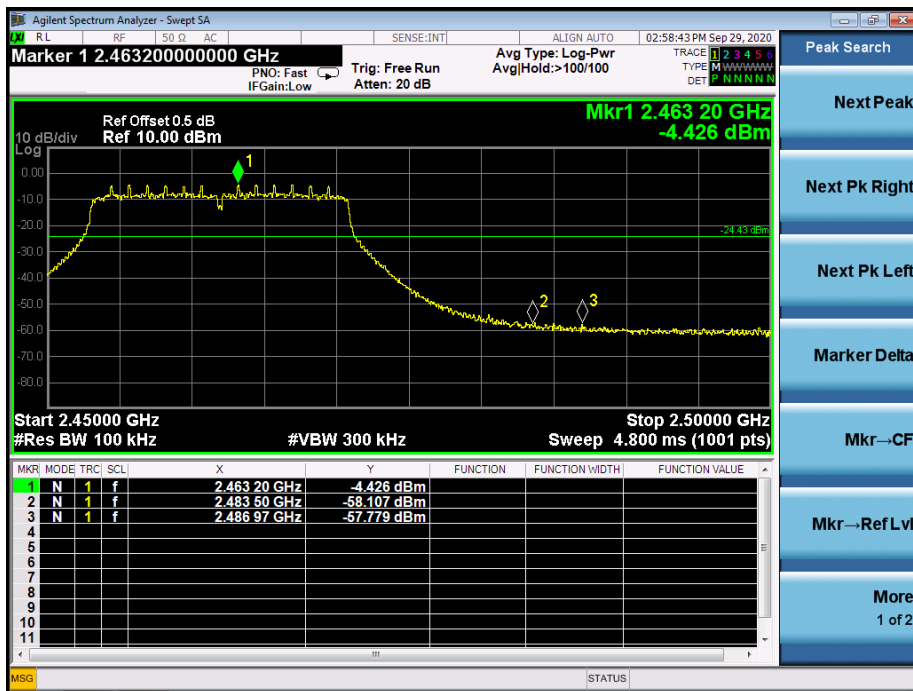 Agilent Spectrum Analyzer - Swept SA
LXI RL RF 50 Ω AC SENSE:INT ALIGN AUTO 02:58:43 PM Sep 29, 2020
Marker 1 2.463200000000 GHz
PNO: Fast
IFGain:Low
Trig: Free Run
Atten: 20 dB
Avg Type: Log-Pwr
Avg|Hold:>100/100
TRACE 1 2 3 4 5 6
TYPE M W W W W W
DET P N N N N N
Ref Offset 0.5 dB
10 dB/div Ref 10.00 dBm
Log
Mkr1 2.463 20 GHz
-4.426 dBm
0.00
-10.0
-20.0
-30.0
-40.0
-50.0
-60.0
-70.0
-80.0
1
-24.43 dBm
2
3
Start 2.45000 GHz Stop 2.50000 GHz
#Res BW 100 kHz #VBW 300 kHz Sweep 4.800 ms (1001 pts)
MKR MODE TRC SCL X Y FUNCTION FUNCTION WIDTH FUNCTION VALUE
1 N 1 f 2.463 20 GHz -4.426 dBm
2 N 1 f 2.483 50 GHz -58.107 dBm
3 N 1 f 2.486 97 GHz -57.779 dBm
4
5
6
7
8
9
10
11
MSG STATUS
Peak Search
Next Peak
Next Pk Right
Next Pk Left
Marker Delta
Mkr→CF
Mkr→Ref Lvl
More
1 of 2